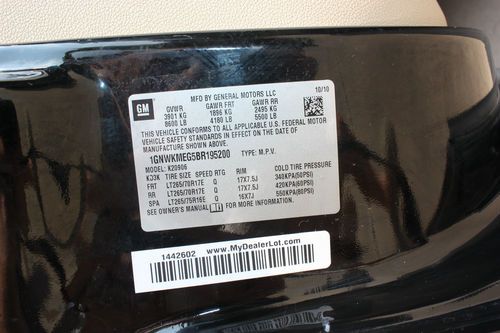 MFD BY GENERAL MOTORS LLC 10/10
GM GVWR GAWR FRT GAWR RR
3901 KG 1896 KG 2495 KG
8600 LB 4180 LB 5500 LB
THIS VEHICLE CONFORMS TO ALL APPLICABLE U.S. FEDERAL MOTOR
VEHICLE SAFETY STANDARDS IN EFFECT ON THE DATE OF MANUFACTURE SHOWN ABOVE.
1GNWKMEG5BR195200 TYPE: M.P.V.
MODEL: K20906
TIRE SIZE SPEED RTG RIM COLD TIRE PRESSURE
FRT LT265/70R17E 17X7.5J 340KPA(50PSI)
RR LT265/70R17E 17X7.5J 420KPA(60PSI)
SPA LT265/75R16E 16X7J 550KPA(80PSI)
SEE OWNER'S MANUAL FOR MORE INFORMATION.
1442602 www.MyDealerLot.com